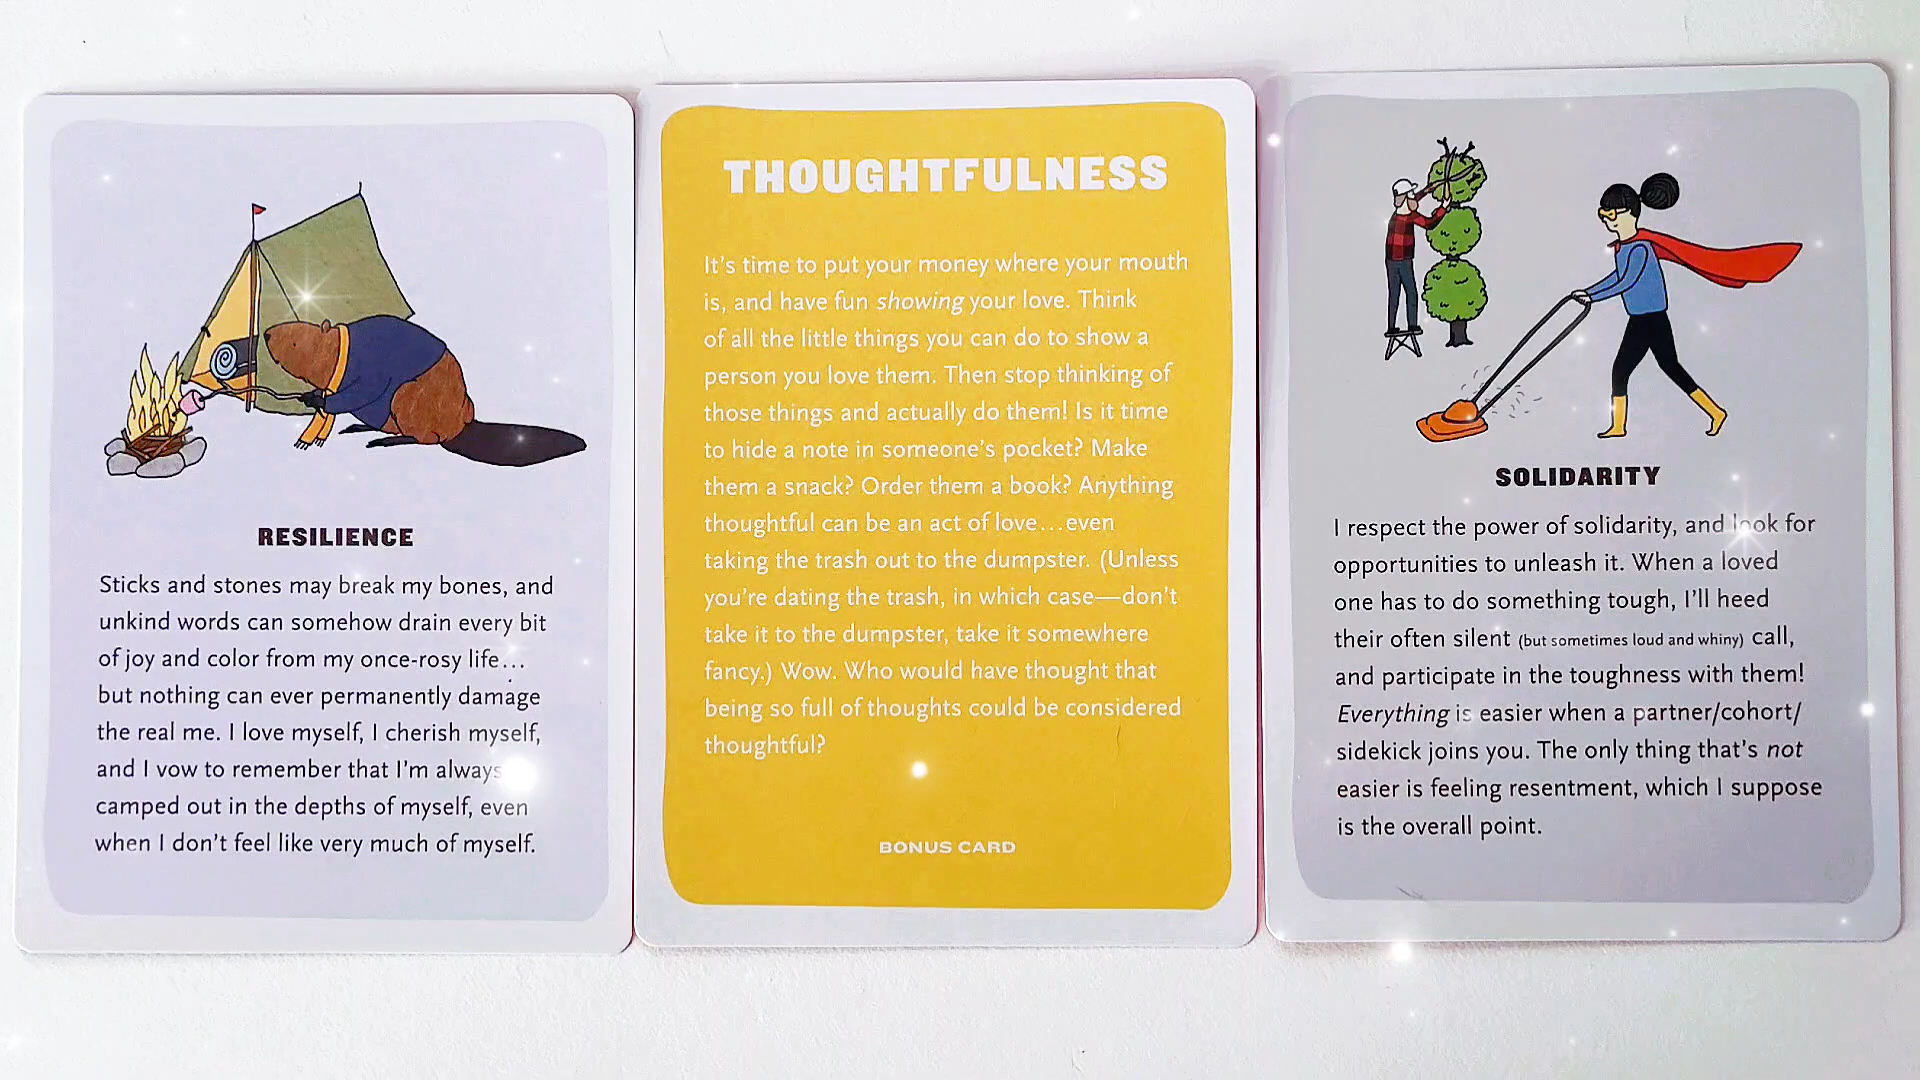 RESILIENCE
Sticks and stones may break my bones, and
unkind words can somehow drain every bit
of joy and color from my once-rosy life...
but nothing can ever permanently damage
the real me. I love myself, I cherish myself,
and I vow to remember that I'm always
camped out in the depths of myself, even
when I don't feel like very much of myself.
THOUGHTFULNESS
It's time to put your money where your mouth
is, and have fun showing your love. Think
of all the little things you can do to show a
person you love them. Then stop thinking of
those things and actually do them! Is it time
to hide a note in someone's pocket? Make
them a snack? Order them a book? Anything
thoughtful can be an act of love...even
taking the trash out to the dumpster. (Unless
you're dating the trash, in which case—don't
take it to the dumpster, take it somewhere
fancy.) Wow. Who would have thought that
being so full of thoughts could be considered
thoughtful?
BONUS CARD
SOLIDARITY
I respect the power of solidarity, and look for
opportunities to unleash it. When a loved
one has to do something tough, I'll heed
their often silent (but sometimes loud and whiny) call,
and participate in the toughness with them!
Everything is easier when a partner/cohort/
sidekick joins you. The only thing that's not
easier is feeling resentment, which I suppose
is the overall point.